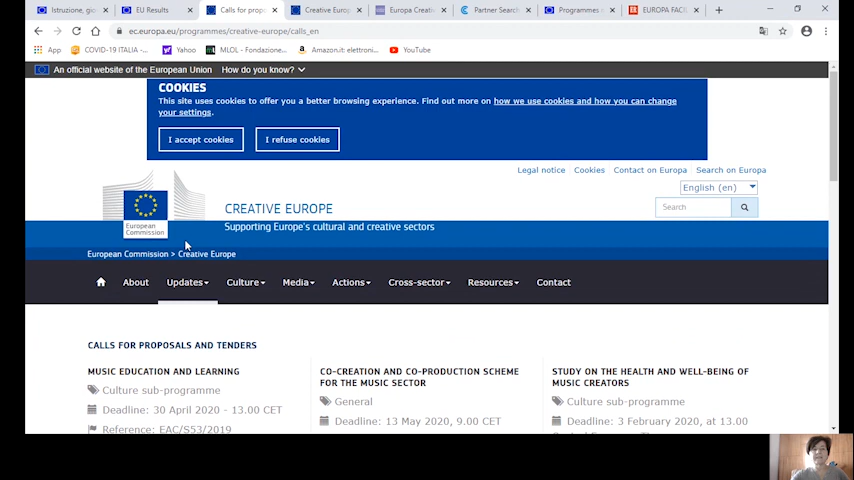 Istruzione, gio
EU Results
Calls for propo
Creative Europ
Europa Creativ
Partner Search
Programmes
EUROPA FACIL
ec.europa.eu/programmes/creative-europe/calls_en
App
COVID-19 ITALIA -...
Yahoo
MLOL - Fondazione...
Amazon.it: elettroni...
YouTube
An official website of the European Union
How do you know?
COOKIES
This site uses cookies to offer you a better browsing experience. Find out more on how we use cookies and how you can change
your settings.
I accept cookies
I refuse cookies
Legal notice
Cookies
Contact on Europa
Search on Europa
English (en)
Search
European
Commission
CREATIVE EUROPE
Supporting Europe's cultural and creative sectors
European Commission > Creative Europe
About
Updates
Culture
Media
Actions
Cross-sector
Resources
Contact
CALLS FOR PROPOSALS AND TENDERS
MUSIC EDUCATION AND LEARNING
Culture sub-programme
Deadline: 30 April 2020 - 13.00 CET
Reference: EAC/S53/2019
CO-CREATION AND CO-PRODUCTION SCHEME
FOR THE MUSIC SECTOR
General
Deadline: 13 May 2020, 9.00 CET
STUDY ON THE HEALTH AND WELL-BEING OF
MUSIC CREATORS
Culture sub-programme
Deadline: 3 February 2020, at 13.00